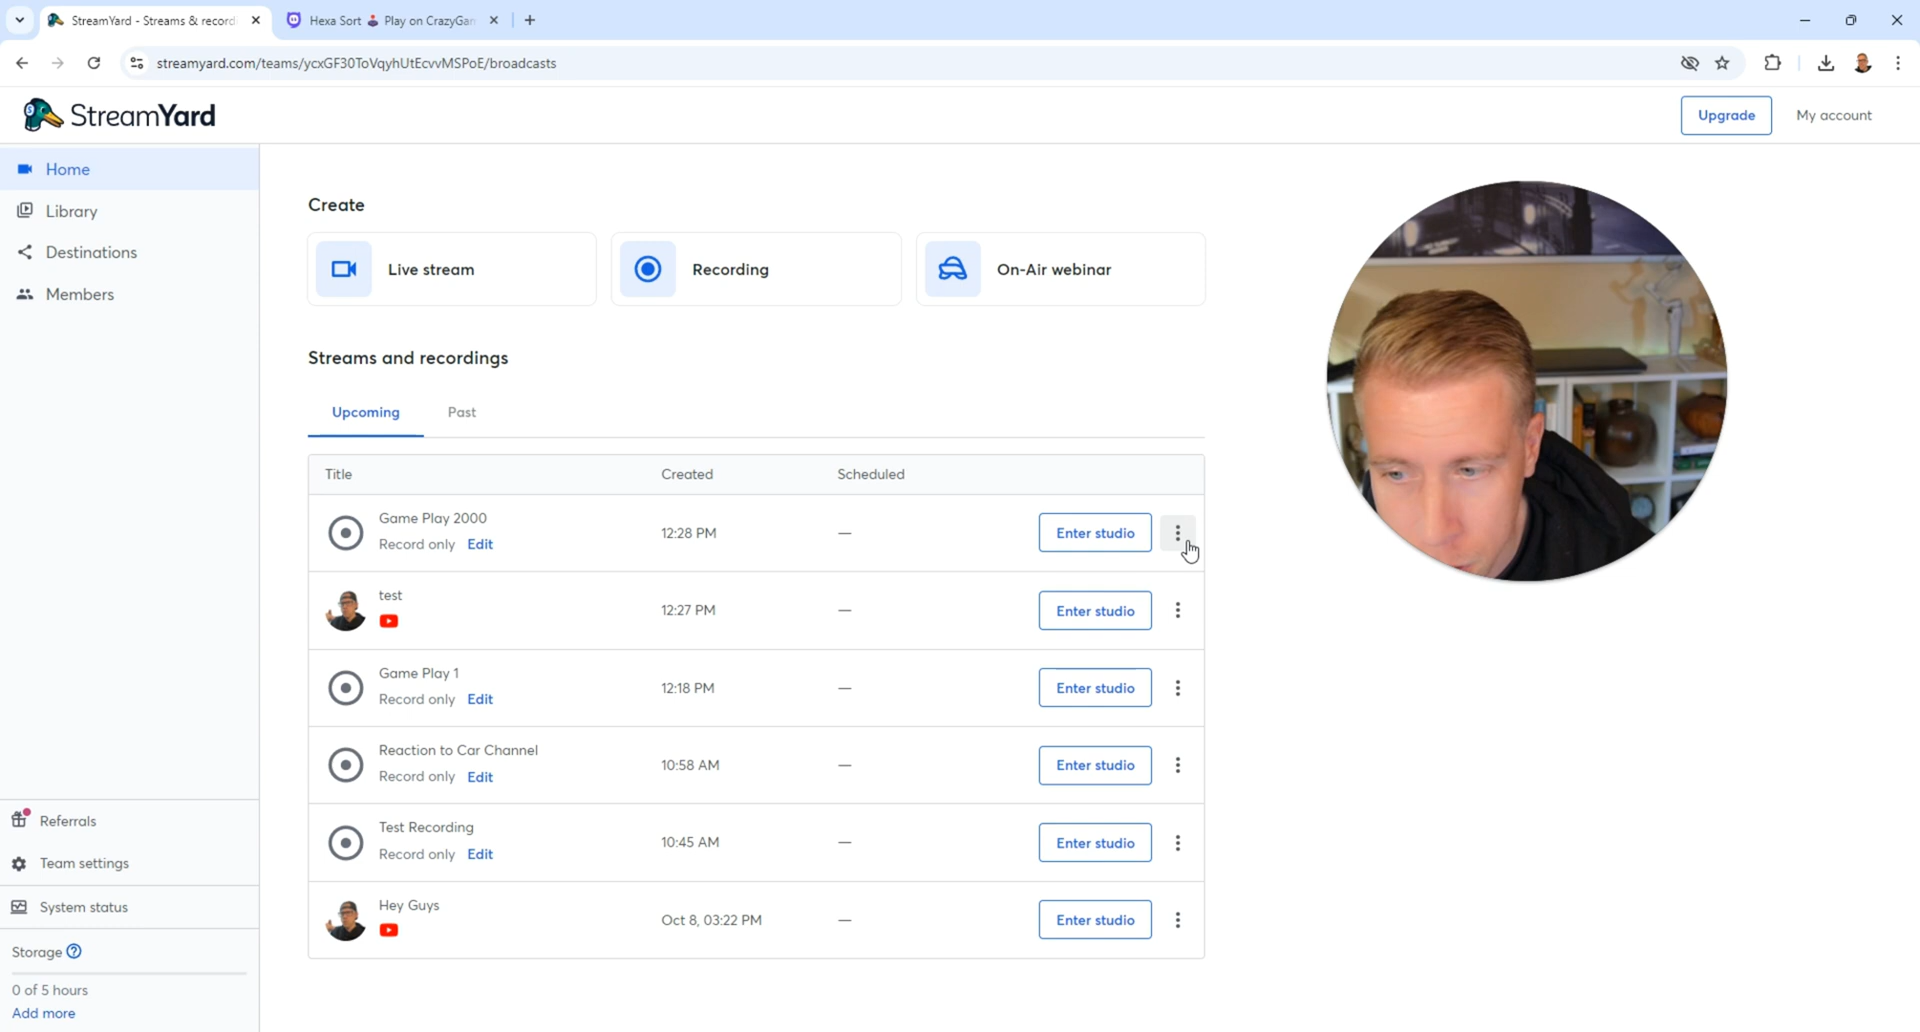 StreamYard - Streams & record
Hexa Sort Play on CrazyGam
streamyard.com/teams/ycxGF30ToVqyhUtEcvvMSPoE/broadcasts
StreamYard
Upgrade
My account
Home
Library
Destinations
Members
Create
Live stream
Recording
On-Air webinar
Streams and recordings
Upcoming
Past
Title
Created
Scheduled
Game Play 2000
Record only Edit
12:28 PM
—
Enter studio
test
12:27 PM
—
Enter studio
Game Play 1
Record only Edit
12:18 PM
—
Enter studio
Reaction to Car Channel
Record only Edit
10:58 AM
—
Enter studio
Test Recording
Record only Edit
10:45 AM
—
Enter studio
Hey Guys
Oct 8, 03:22 PM
—
Enter studio
Referrals
Team settings
System status
Storage
0 of 5 hours
Add more